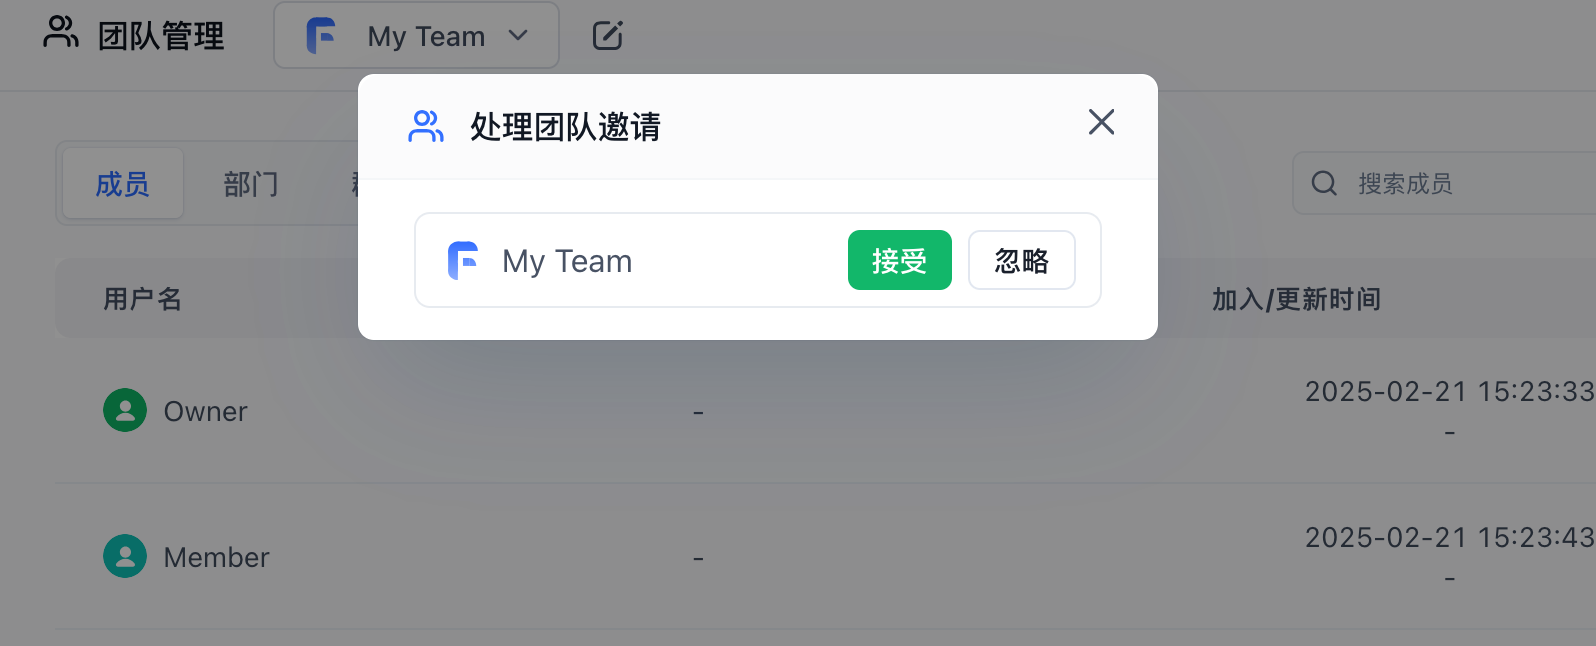 团队管理
My Team
处理团队邀请
成员
部门
搜索成员
My Team
接受
忽略
用户名
加入/更新时间
Owner
-
2025-02-21 15:23:33
-
Member
-
2025-02-21 15:23:43
-